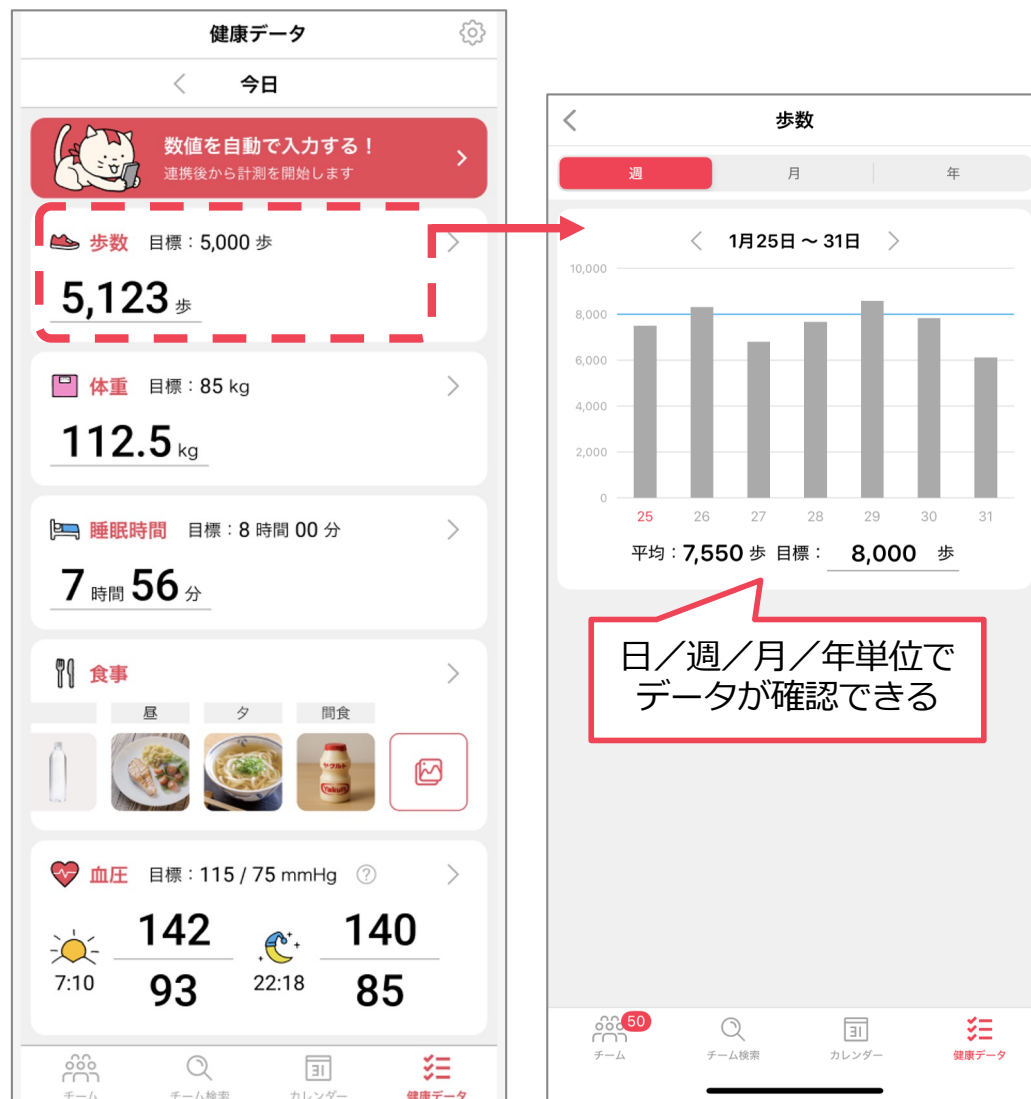 健康データ
今日
数値を自動で入力する！
連携後から計測を開始します
歩数 目標：5,000 歩
5,123 歩
体重 目標：85 kg
112.5 kg
睡眠時間 目標：8 時間 00 分
7 時間 56 分
食事
昼 夕 間食
ヤクルト
Yakult
血圧 目標：115 / 75 mmHg ?
142 140
7:10 93 22:18 85
チーム チーム検索 カレンダー 健康データ
歩数
週 月 年
1月25日 ～ 31日
10,000
8,000
6,000
4,000
2,000
0
25 26 27 28 29 30 31
平均：7,550 歩 目標： 8,000 歩
日／週／月／年単位で
データが確認できる
50
31
チーム チーム検索 カレンダー 健康データ